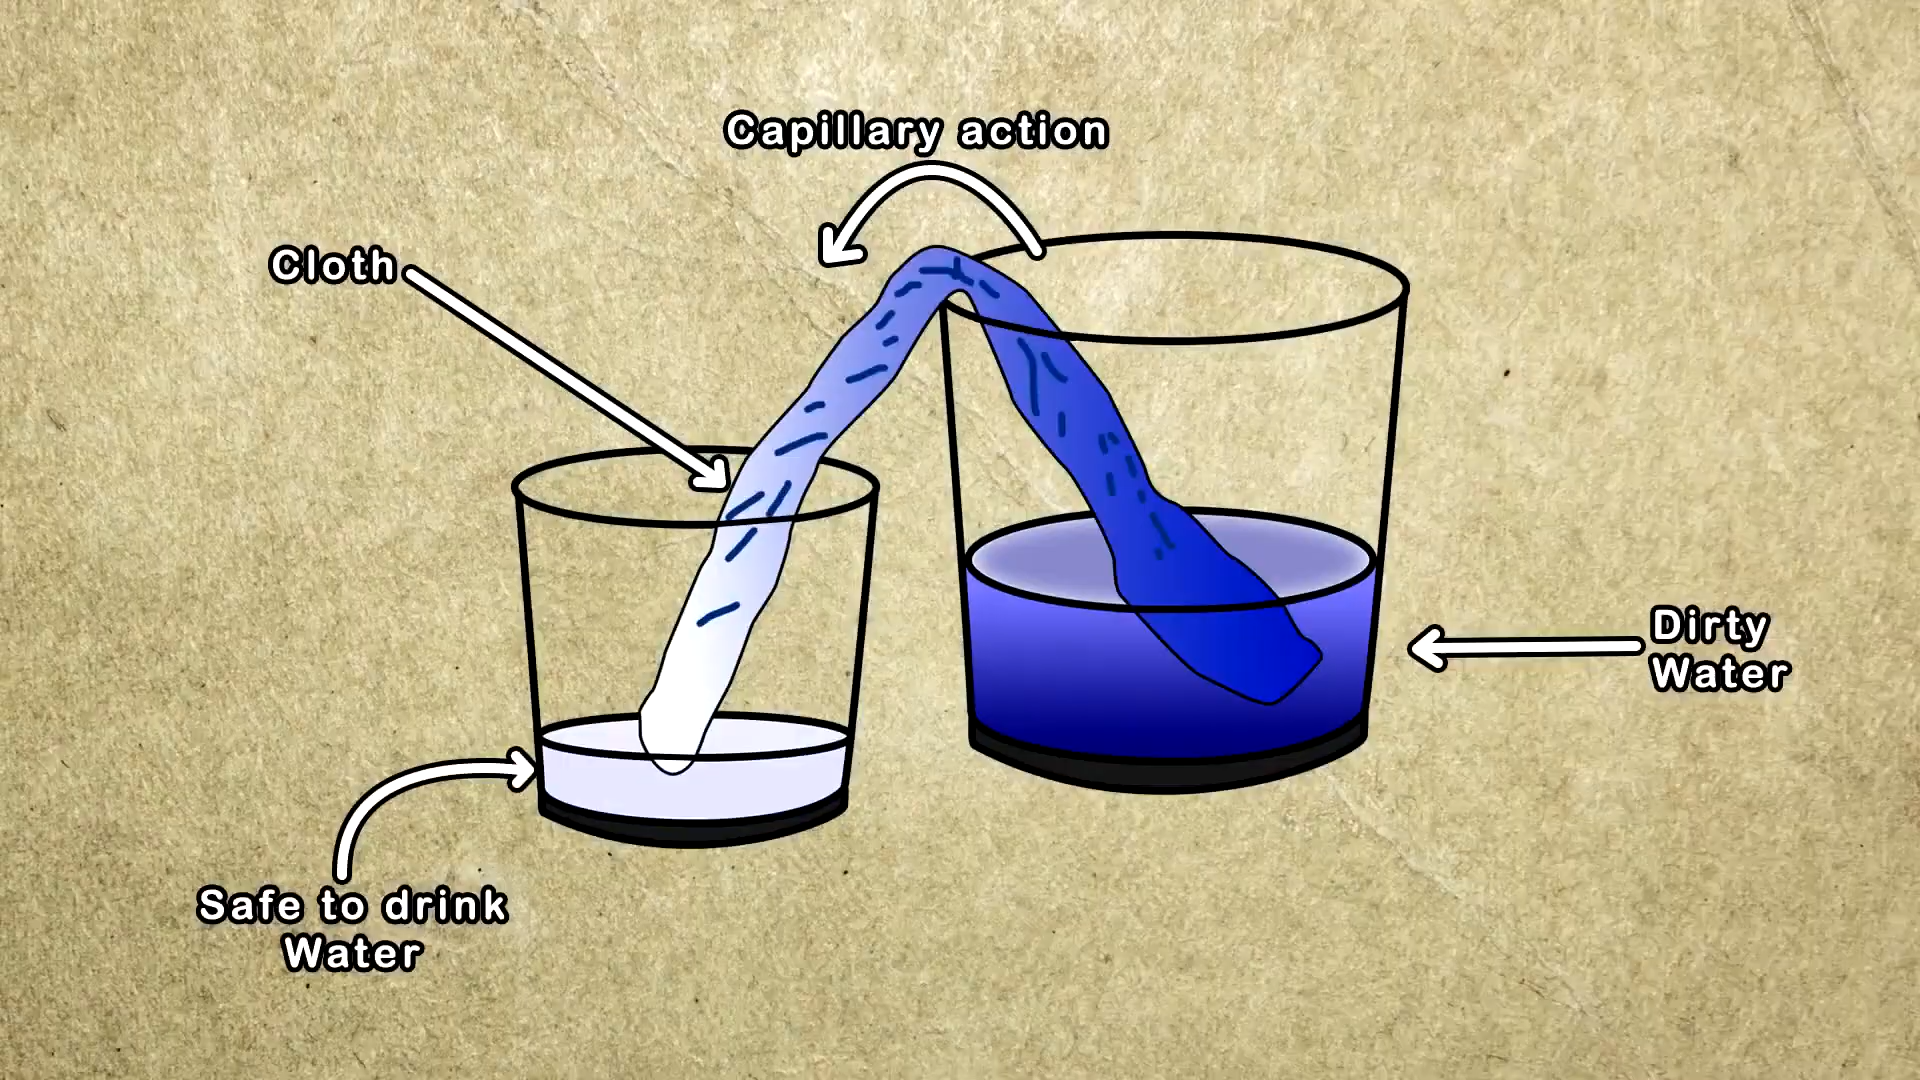 Capillary action
Cloth
Dirty
Water
Safe to drink
Water